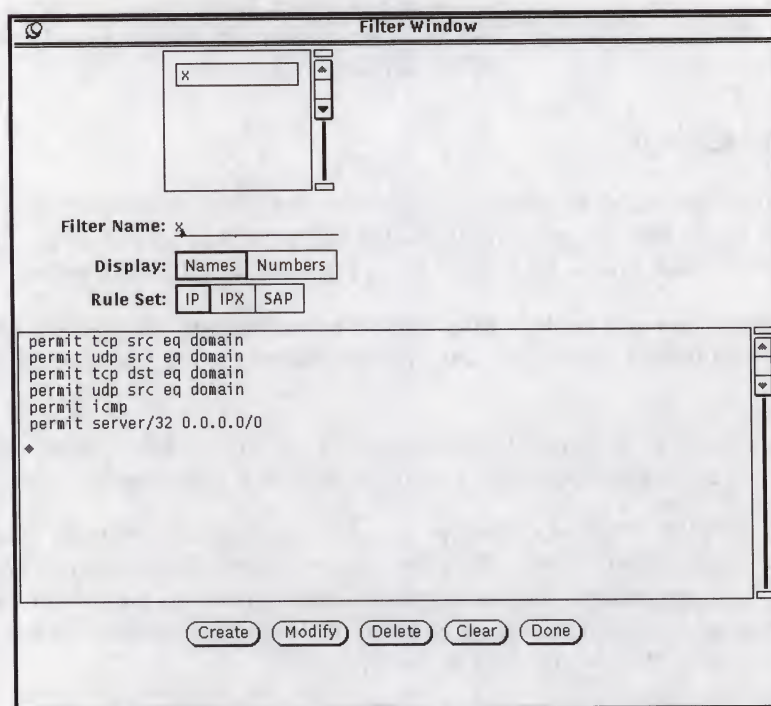 Filter Window
x
Filter Name: x
Display: Names Numbers
Rule Set: IP IPX SAP
permit tcp src eq domain
permit udp src eq domain
permit tcp dst eq domain
permit udp src eq domain
permit icmp
permit server/32 0.0.0.0/0
Create Modify Delete Clear Done